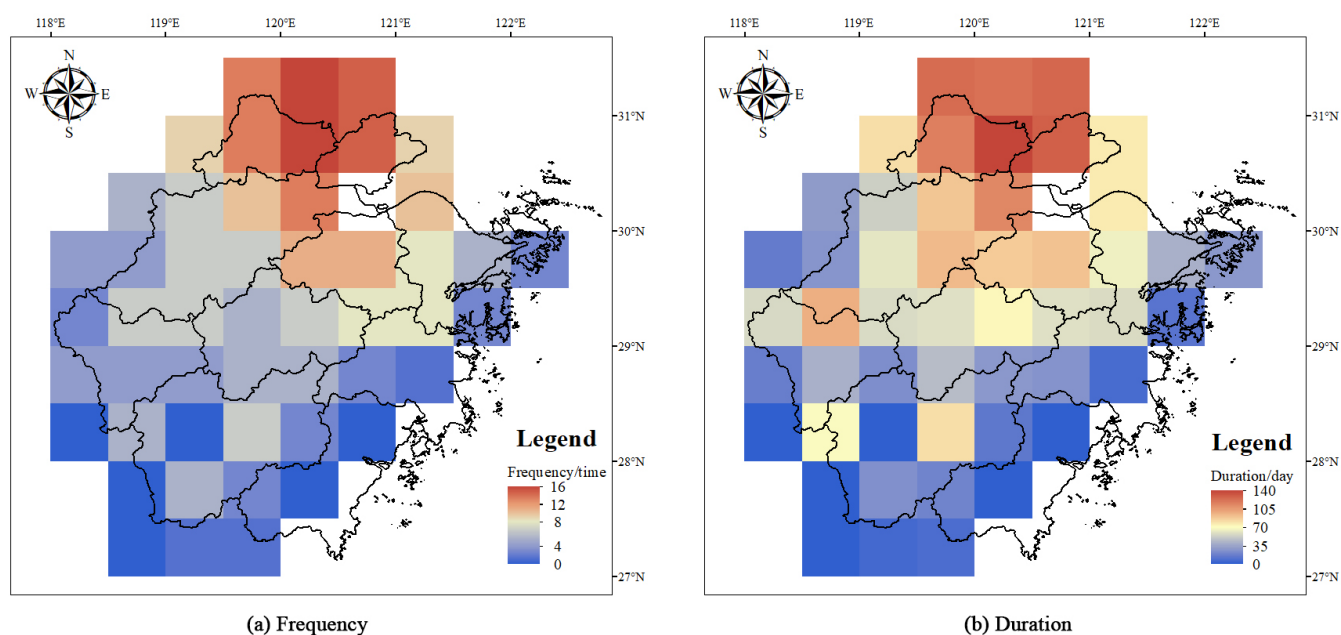 118°E 119°E 120°E 121°E 122°E
N
W E
S
31°N
30°N
29°N
28°N
27°N
Legend
Frequency/time
16
12
8
4
0
(a) Frequency
118°E 119°E 120°E 121°E 122°E
N
W E
S
31°N
30°N
29°N
28°N
27°N
Legend
Duration/day
140
105
70
35
0
(b) Duration